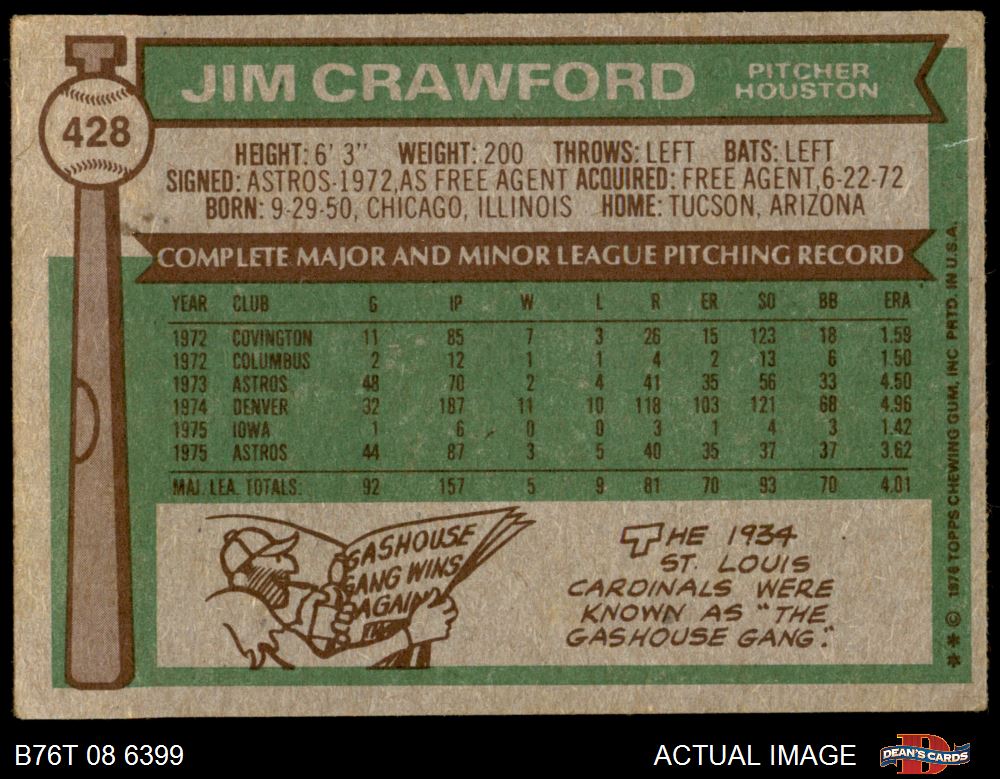 JIM CRAWFORD
PITCHER
HOUSTON
428
HEIGHT: 6' 3" WEIGHT: 200 THROWS: LEFT BATS: LEFT
SIGNED: ASTROS-1972, AS FREE AGENT ACQUIRED: FREE AGENT, 6-22-72
BORN: 9-29-50, CHICAGO, ILLINOIS HOME: TUCSON, ARIZONA
COMPLETE MAJOR AND MINOR LEAGUE PITCHING RECORD
YEAR CLUB G IP W L R ER SO BB ERA
1972 COVINGTON 11 85 7 3 26 15 123 18 1.59
1972 COLUMBUS 2 12 1 1 4 2 13 6 1.50
1973 ASTROS 48 70 2 4 41 35 56 33 4.50
1974 DENVER 32 187 11 10 118 103 121 68 4.96
1975 IOWA 1 6 0 0 3 1 4 3 1.42
1975 ASTROS 44 87 3 5 40 35 37 37 3.62
MAJ. LEA. TOTALS. 92 157 5 9 81 70 93 70 4.01
GASHOUSE
GANG WINS
AGAIN
THE
THE 1934
ST. LOUIS
CARDINALS WERE
KNOWN AS "THE
GASHOUSE GANG."
** © 1976 TOPPS CHEWING GUM, INC PRTD. IN U.S.A.
B76T 08 6399
ACTUAL IMAGE
D
DEAN'S CARDS